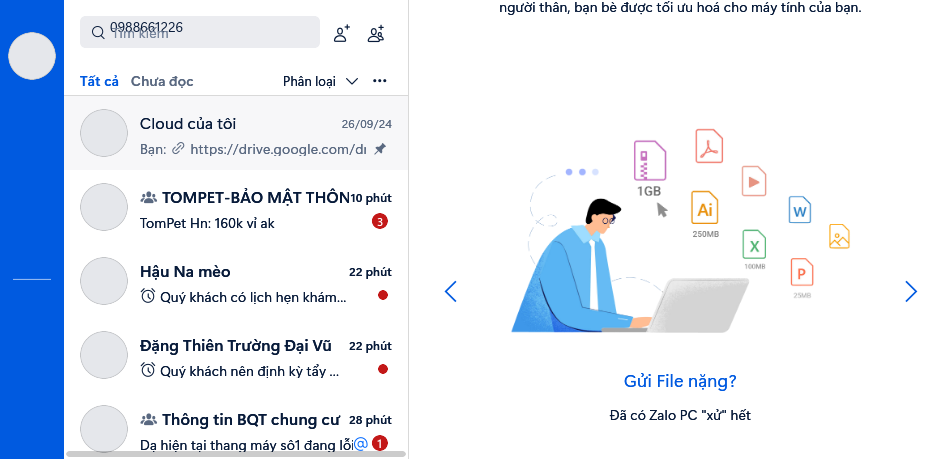 người thân, bạn bè được tối ưu hoá cho máy tính của bạn.
0988661226
Tìm kiếm
Tất cả Chưa đọc Phân loại
Cloud của tôi 26/09/24
Bạn: https://drive.google.com/dr
TOMPET-BẢO MẬT THÔN 10 phút
TomPet Hn: 160k vỉ ak 3
Hậu Na mèo 22 phút
Quý khách có lịch hẹn khám...
Đặng Thiên Trường Đại Vũ 22 phút
Quý khách nên định kỳ tẩy ...
Thông tin BQT chung cư 28 phút
Dạ hiện tại thang máy số1 đang lỗi @ 1
1GB
Ai
250MB
W
X
100MB
P
25MB
Gửi File nặng?
Đã có Zalo PC "xử" hết